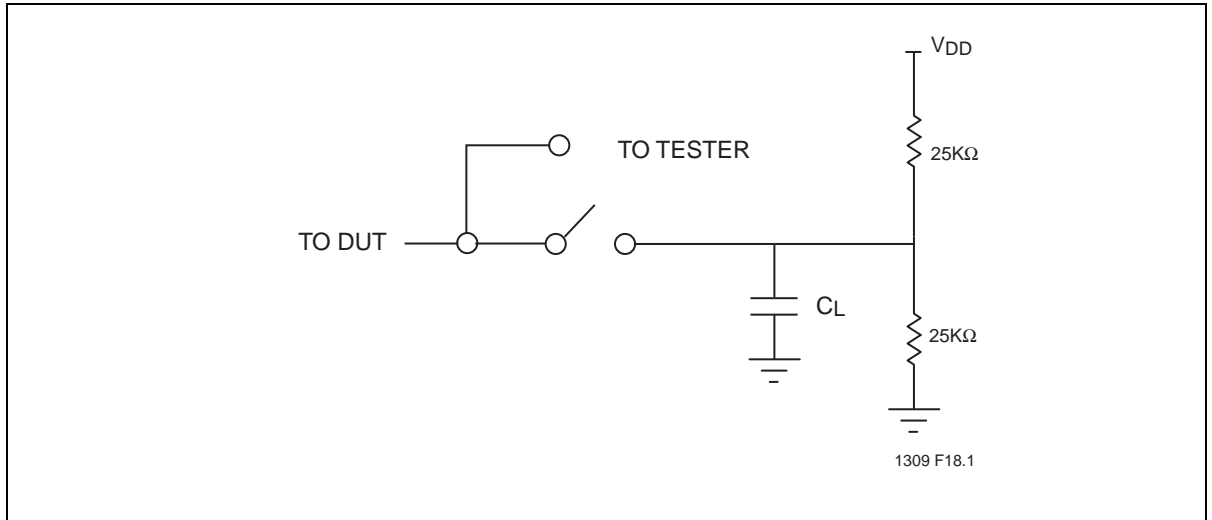 VDD
25KΩ
TO TESTER
TO DUT
CL
25KΩ
1309 F18.1